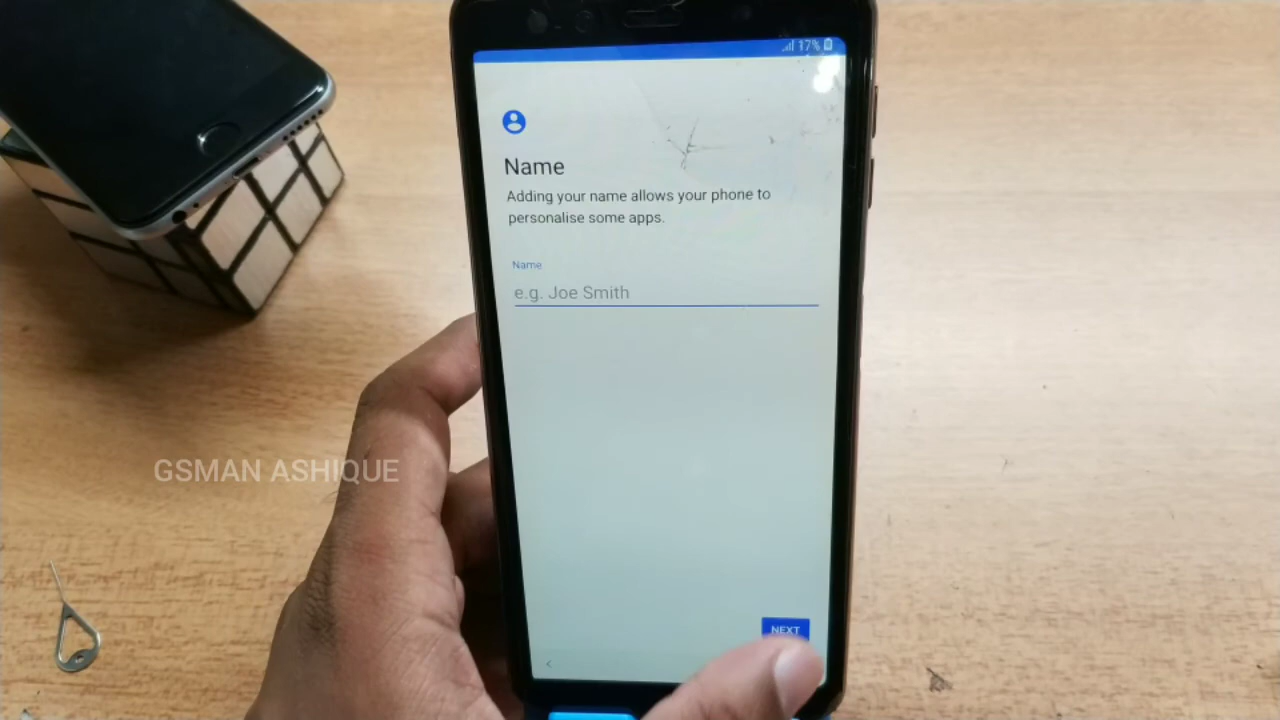 17%
Name
Adding your name allows your phone to
personalise some apps.
Name
e.g. Joe Smith
GSMAN ASHIQUE
NEXT